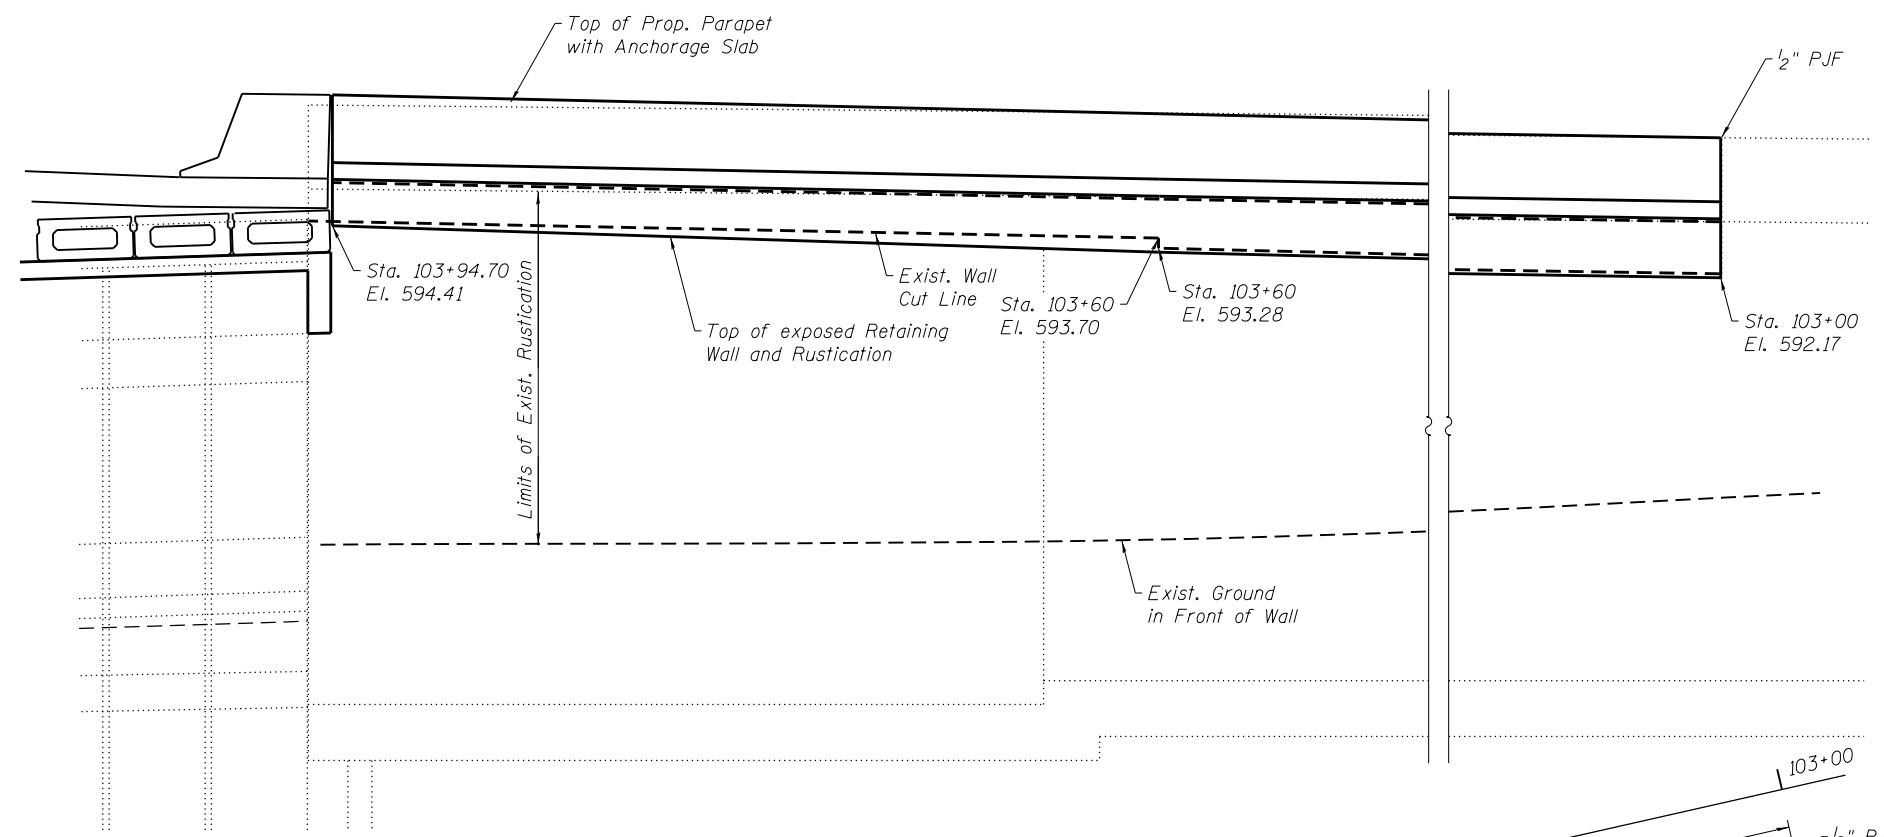 Top of Prop. Parapet
with Anchorage Slab
1/2" PJF
Sta. 103+94.70
El. 594.41
Limits of Exist. Rustication
Exist. Wall
Cut Line
Sta. 103+60
El. 593.70
Sta. 103+60
El. 593.28
Top of exposed Retaining
Wall and Rustication
Sta. 103+00
El. 592.17
Exist. Ground
in Front of Wall
103+00